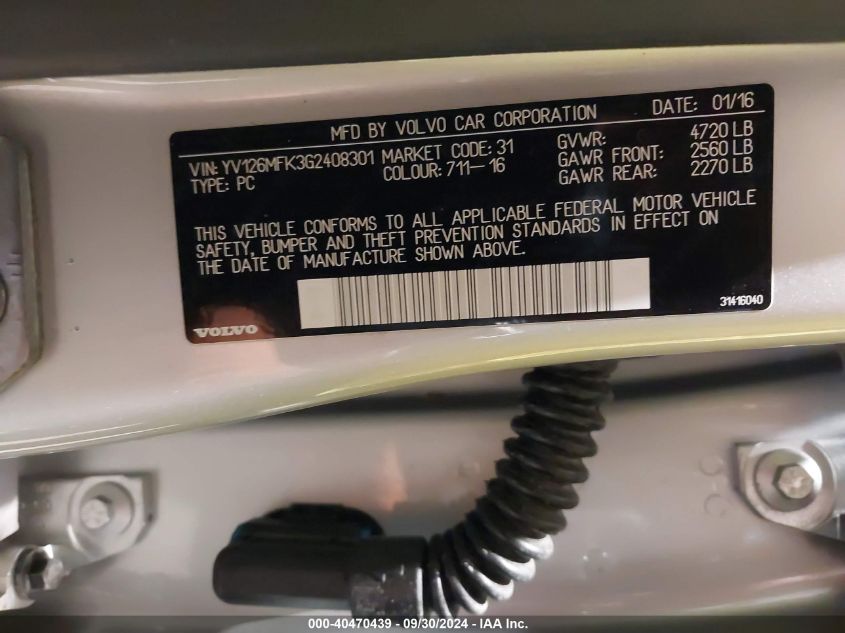 MFD BY VOLVO CAR CORPORATION DATE: 01/16
VIN: YV126MFK3G2408301 MARKET CODE: 31 GVWR: 4720 LB
TYPE: PC COLOUR: 711-16 GAWR FRONT: 2560 LB
GAWR REAR: 2270 LB
THIS VEHICLE CONFORMS TO ALL APPLICABLE FEDERAL MOTOR VEHICLE
SAFETY, BUMPER AND THEFT PREVENTION STANDARDS IN EFFECT ON
THE DATE OF MANUFACTURE SHOWN ABOVE.
VOLVO 31416040
000-40470439 - 09/30/2024 - IAA Inc.